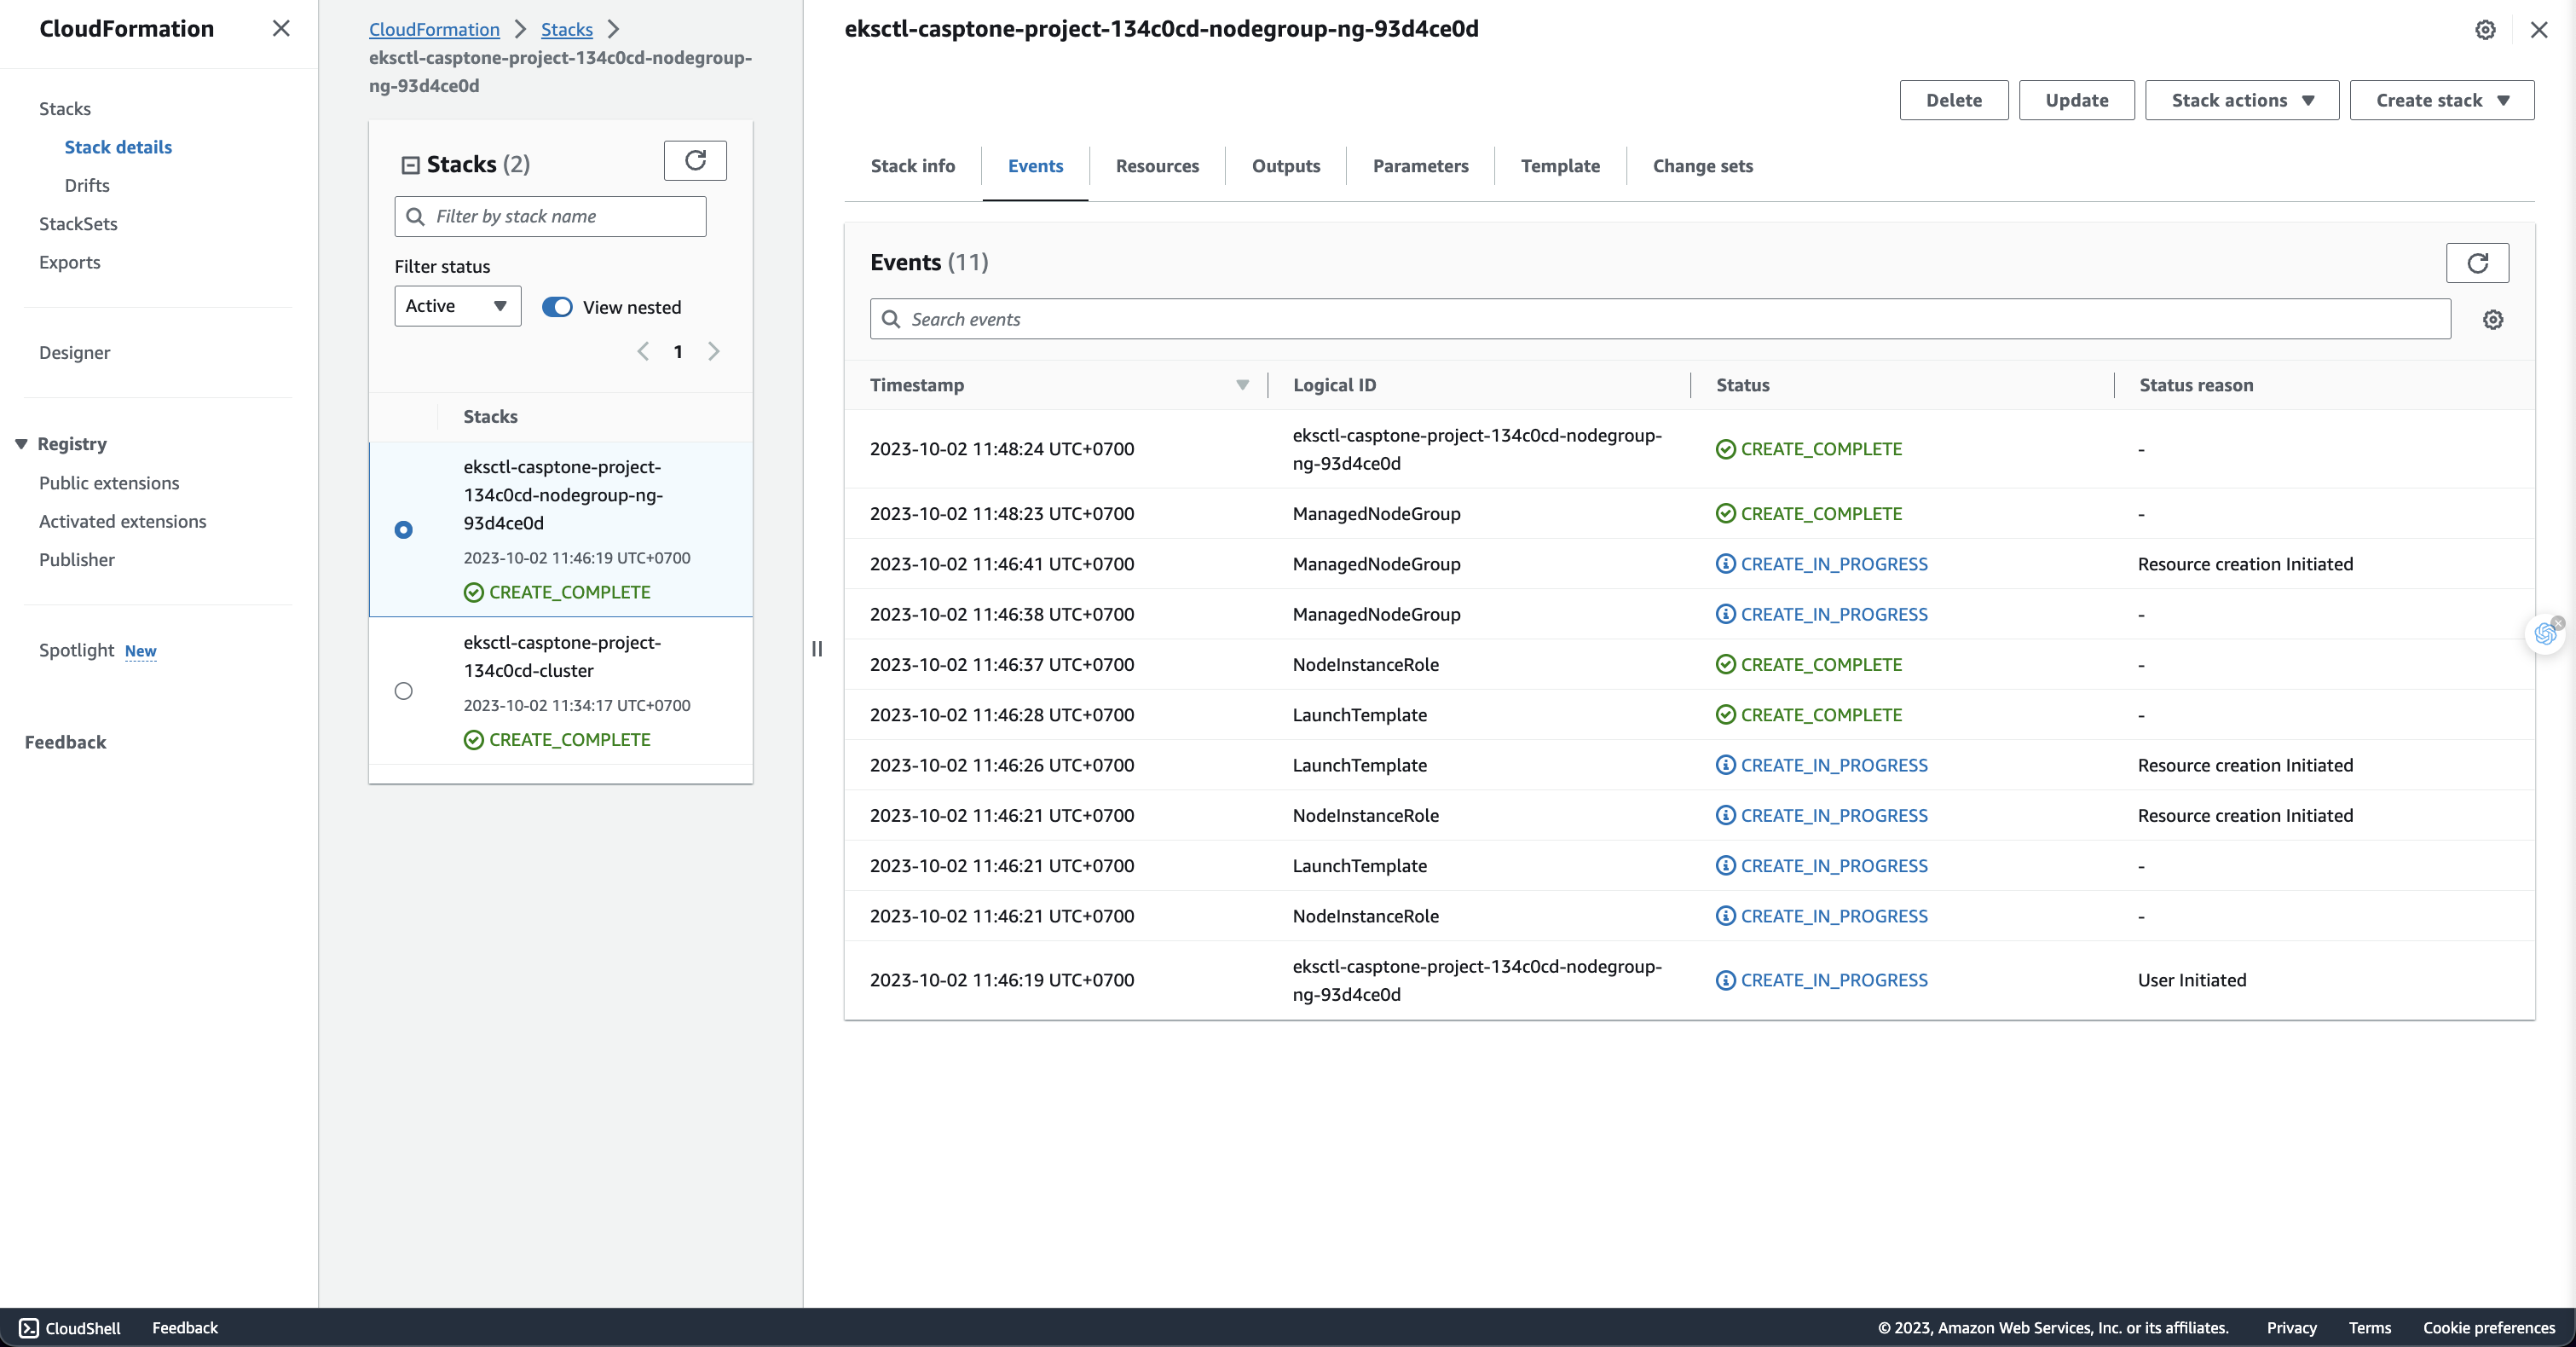 CloudFormation
Stacks
Stack details
Drifts
StackSets
Exports
Designer
Registry
Public extensions
Activated extensions
Publisher
Spotlight New
Feedback
CloudFormation
Stacks
eksctl-casptone-project-134c0cd-nodegroup-
ng-93d4ce0d
Stacks (2)
Filter by stack name
Filter status
Active
View nested
1
Stacks
eksctl-casptone-project-
134c0cd-nodegroup-ng-
93d4ce0d
2023-10-02 11:46:19 UTC+0700
CREATE_COMPLETE
eksctl-casptone-project-
134c0cd-cluster
2023-10-02 11:34:17 UTC+0700
CREATE_COMPLETE
eksctl-casptone-project-134c0cd-nodegroup-ng-93d4ce0d
Delete Update Stack actions Create stack
Stack info Events Resources Outputs Parameters Template Change sets
Events (11)
Search events
Timestamp Logical ID Status Status reason
2023-10-02 11:48:24 UTC+0700 eksctl-casptone-project-134c0cd-nodegroup-
ng-93d4ce0d CREATE_COMPLETE -
2023-10-02 11:48:23 UTC+0700 ManagedNodeGroup CREATE_COMPLETE -
2023-10-02 11:46:41 UTC+0700 ManagedNodeGroup CREATE_IN_PROGRESS Resource creation Initiated
2023-10-02 11:46:38 UTC+0700 ManagedNodeGroup CREATE_IN_PROGRESS -
2023-10-02 11:46:37 UTC+0700 NodeInstanceRole CREATE_COMPLETE -
2023-10-02 11:46:28 UTC+0700 LaunchTemplate CREATE_COMPLETE -
2023-10-02 11:46:26 UTC+0700 LaunchTemplate CREATE_IN_PROGRESS Resource creation Initiated
2023-10-02 11:46:21 UTC+0700 NodeInstanceRole CREATE_IN_PROGRESS Resource creation Initiated
2023-10-02 11:46:21 UTC+0700 LaunchTemplate CREATE_IN_PROGRESS -
2023-10-02 11:46:21 UTC+0700 NodeInstanceRole CREATE_IN_PROGRESS -
2023-10-02 11:46:19 UTC+0700 eksctl-casptone-project-134c0cd-nodegroup-
ng-93d4ce0d CREATE_IN_PROGRESS User Initiated
CloudShell Feedback © 2023, Amazon Web Services, Inc. or its affiliates. Privacy Terms Cookie preferences